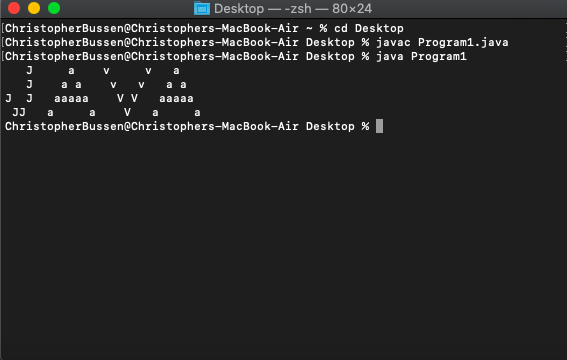 Desktop — -zsh — 80×24
[ChristopherBussen@Christophers-MacBook-Air ~ % cd Desktop
[ChristopherBussen@Christophers-MacBook-Air Desktop % javac Program1.java
[ChristopherBussen@Christophers-MacBook-Air Desktop % java Program1
   J     a    v     v   a
   J    a a    v   v   a a
J  J   aaaaa    V V   aaaaa
 JJ   a     a    V   a     a
ChristopherBussen@Christophers-MacBook-Air Desktop %